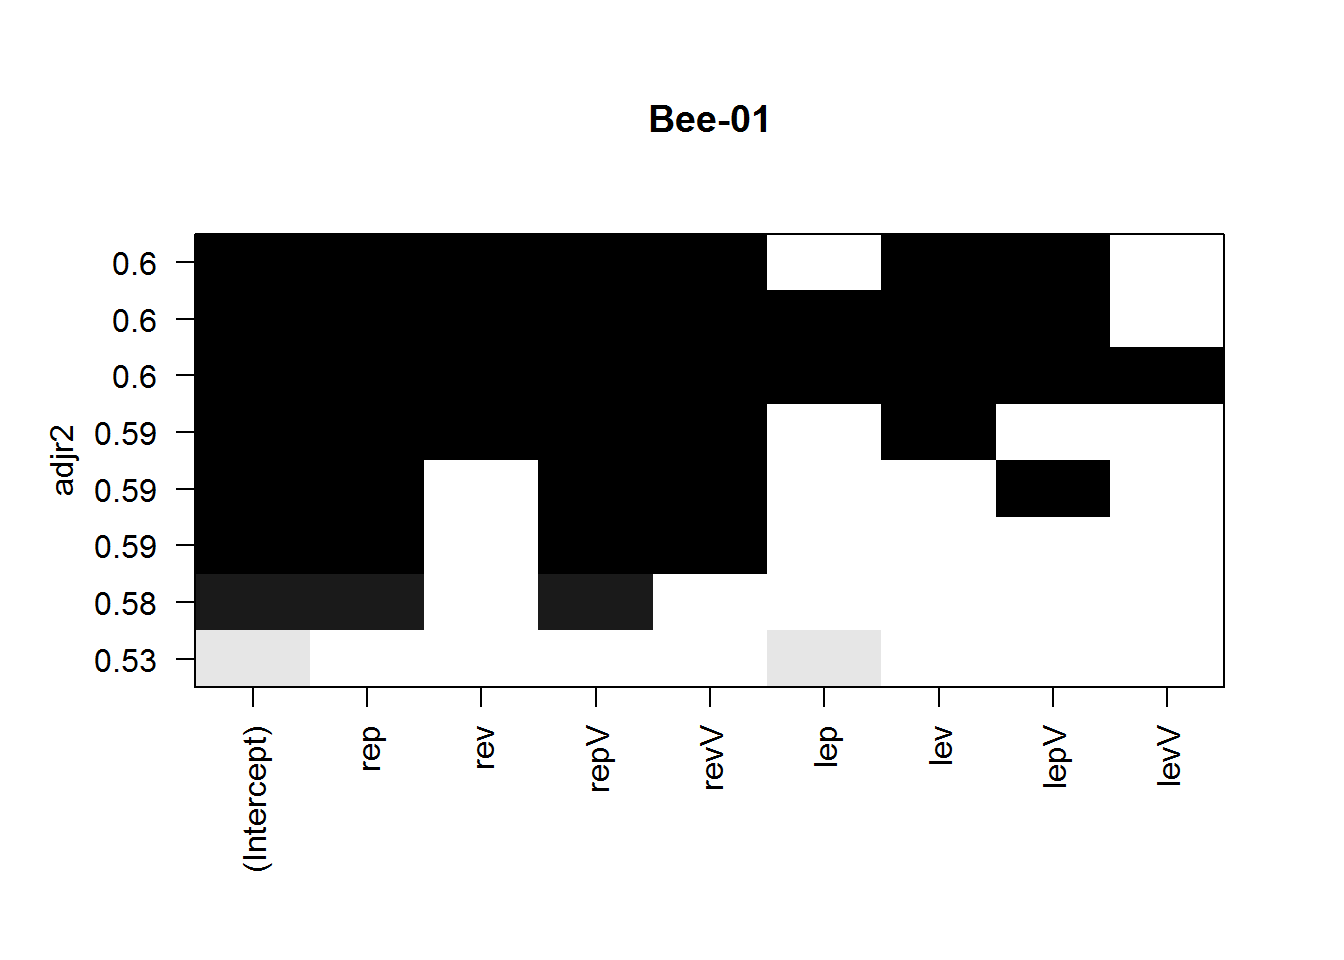 Bee-01
adjr2
0.6
0.6
0.6
0.59
0.59
0.59
0.58
0.53
(Intercept)
rep
rev
repV
revV
lep
lev
lepV
levV